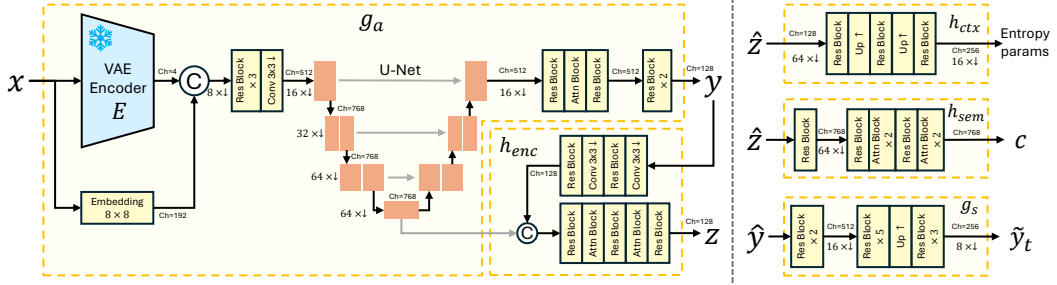 g_a
x
VAE
Encoder
E
Embedding
8 × 8
Ch=192
Ch=4
C
8 ×↓
Res Block
× 3
Conv 3x3↓
Ch=512
16 ×↓
U-Net
Ch=768
32 ×↓
Ch=768
64 ×↓
Ch=768
64 ×↓
Ch=512
16 ×↓
Res Block
Attn Block
Res Block
Ch=512
Res Block
× 2
Ch=128
y
h_enc
Res Block
Conv 3x3↓
Res Block
Conv 3x3↓
Ch=128
C
Res Block
Attn Block
Res Block
Attn Block
Res Block
Ch=128
z
ẑ
Ch=128
64 ×↓
Res Block
Up ↑
Res Block
Up ↑
Res Block
h_ctx
Ch=256
16 ×↓
Entropy
params
ẑ
Res Block
Ch=768
64 ×↓
Res Block
Attn Block
× 2
Res Block
Attn Block
× 2
h_sem
Ch=768
c
ŷ
Res Block
× 2
Ch=512
16 ×↓
Res Block
× 5
Up ↑
Res Block
× 3
g_s
Ch=256
8 ×↓
ỹ_t